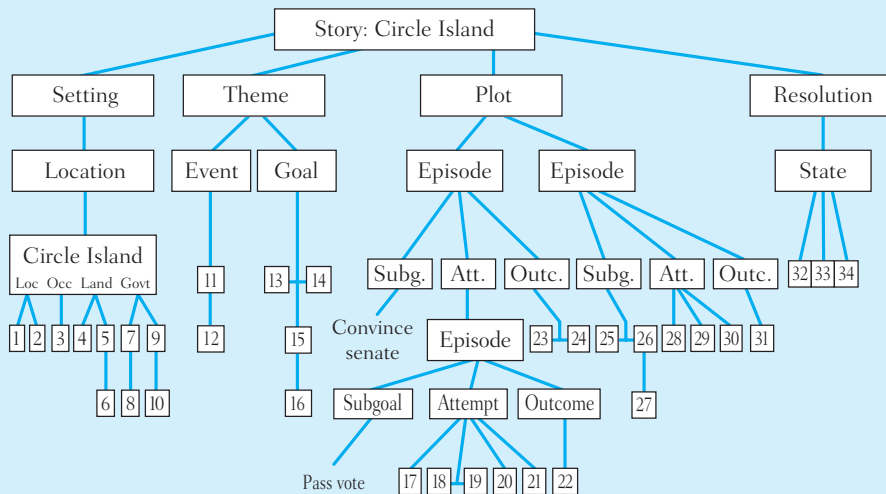 Story: Circle Island
Setting Theme Plot Resolution
Location Event Goal Episode Episode State
Circle Island
Loc Occ Land Govt
11 13 14 Subg. Att. Outc. Subg. Att. Outc. 32 33 34
1 2 3 4 5 7 9 12 15 Convince
senate Episode 23 24 25 26 28 29 30 31
6 8 10 16 Subgoal Attempt Outcome 27
Pass vote 17 18 19 20 21 22